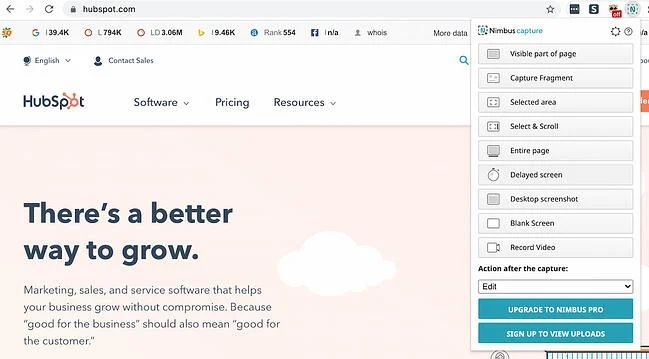 hubspot.com
off
I 39.4K
L 794K
LD 3.06M
I 9.46K
Rank 554
I n/a
whois
More data
n/a
Nimbus capture
English
Contact Sales
HubSpot
Software
Pricing
Resources
Visible part of page
Capture Fragment
Selected area
Select & Scroll
Entire page
Delayed screen
Desktop screenshot
Blank Screen
Record Video
Action after the capture:
Edit
UPGRADE TO NIMBUS PRO
SIGN UP TO VIEW UPLOADS
There's a better
way to grow.
Marketing, sales, and service software that helps
your business grow without compromise. Because
“good for the business” should also mean “good for
the customer.”